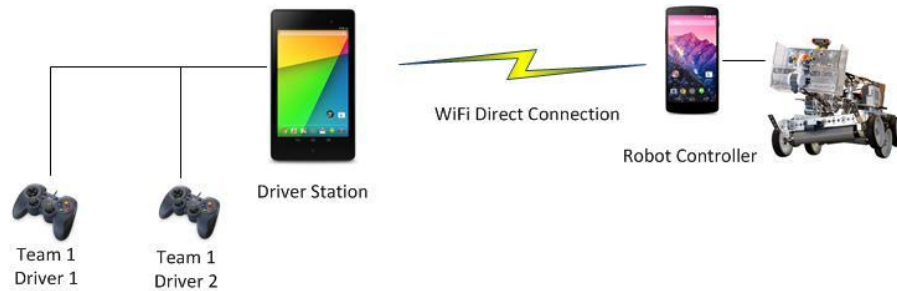 WiFi Direct Connection
Robot Controller
Driver Station
Team 1
Driver 1
Team 1
Driver 2